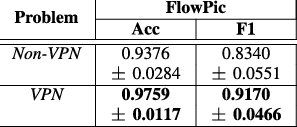 Problem FlowPic
Acc F1
Non-VPN 0.9376 0.8340
± 0.0284 ± 0.0551
VPN 0.9759 0.9170
± 0.0117 ± 0.0466